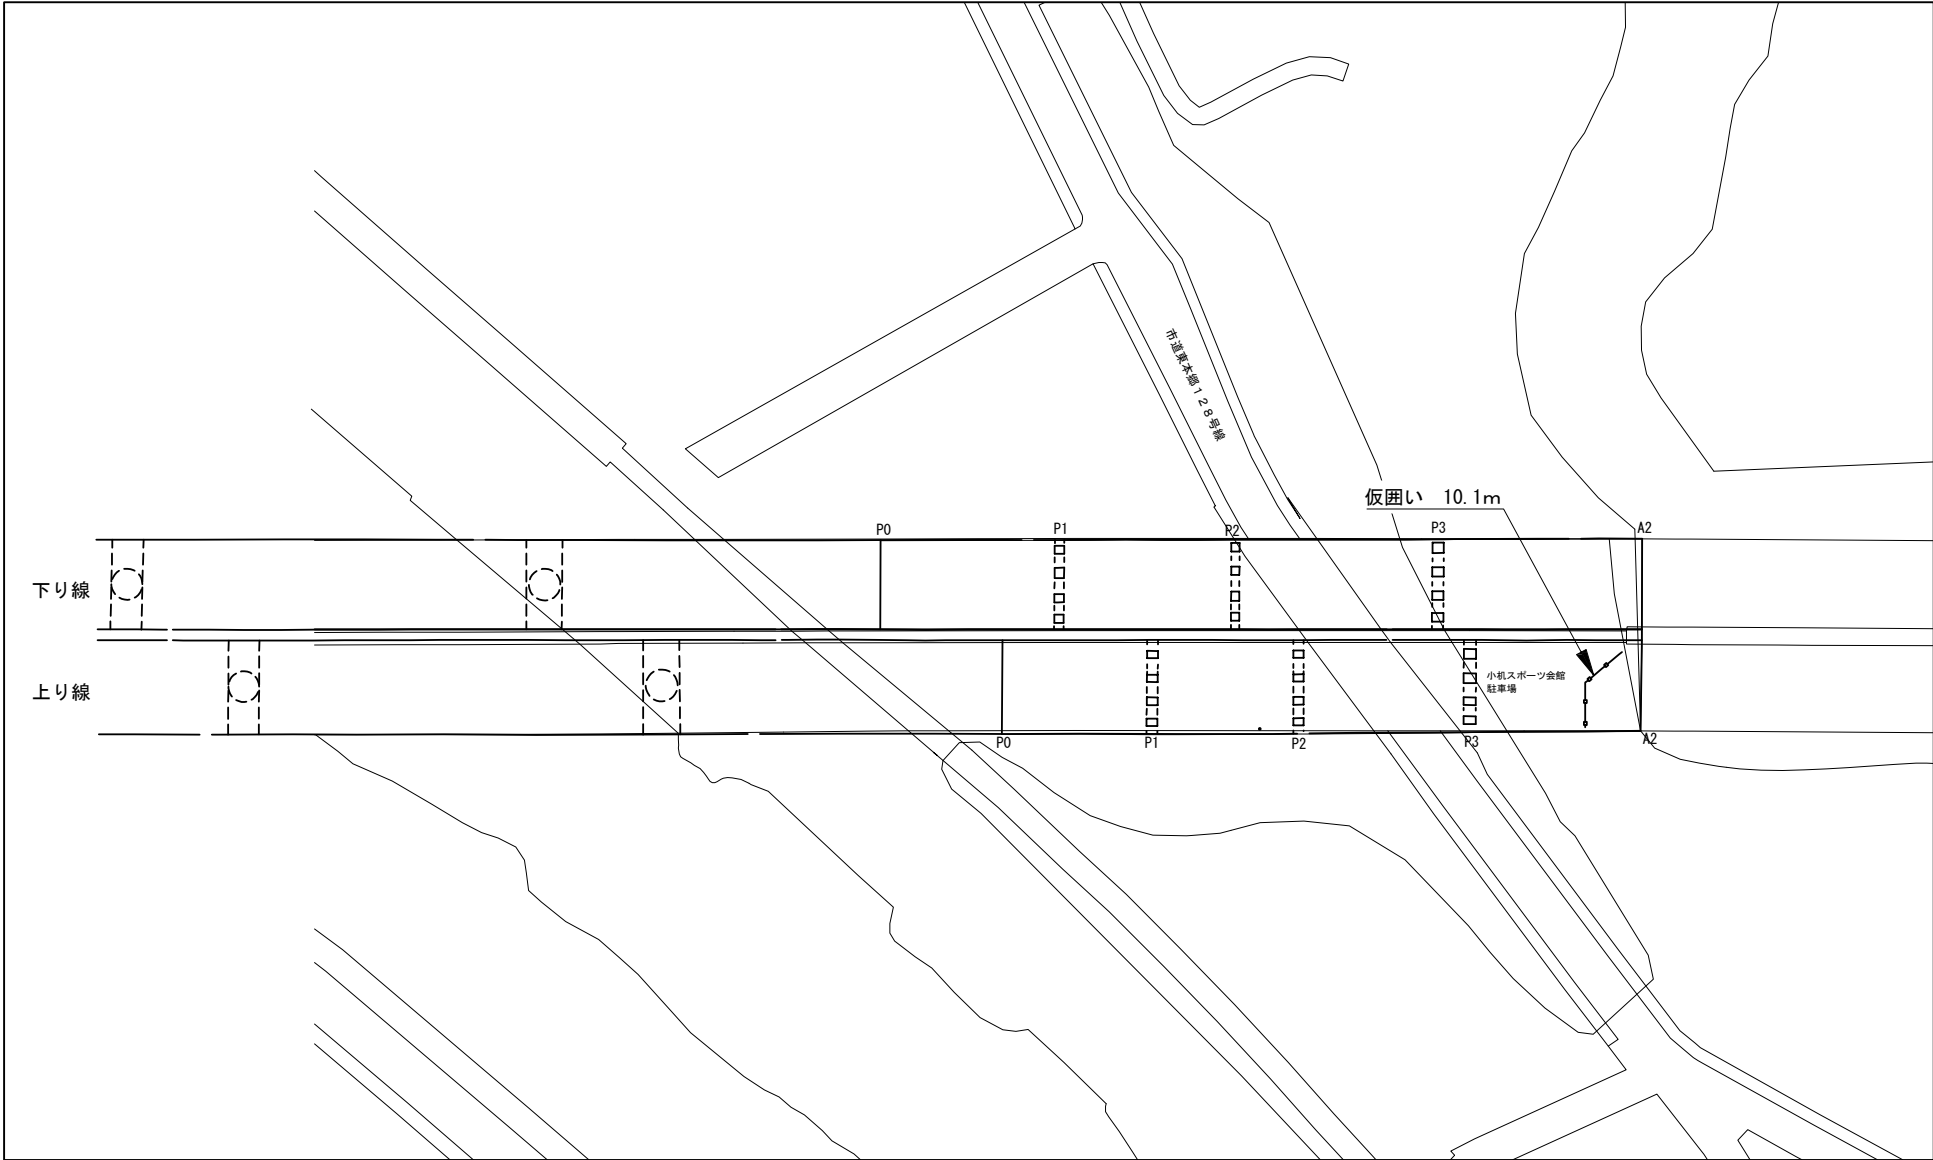 市道東本郷128号線
仮囲い 10.1m
P0
P1
P2
P3
A2
下り線
上り線
小机スポーツ会館
駐車場
P0
P1
P2
P3
A2